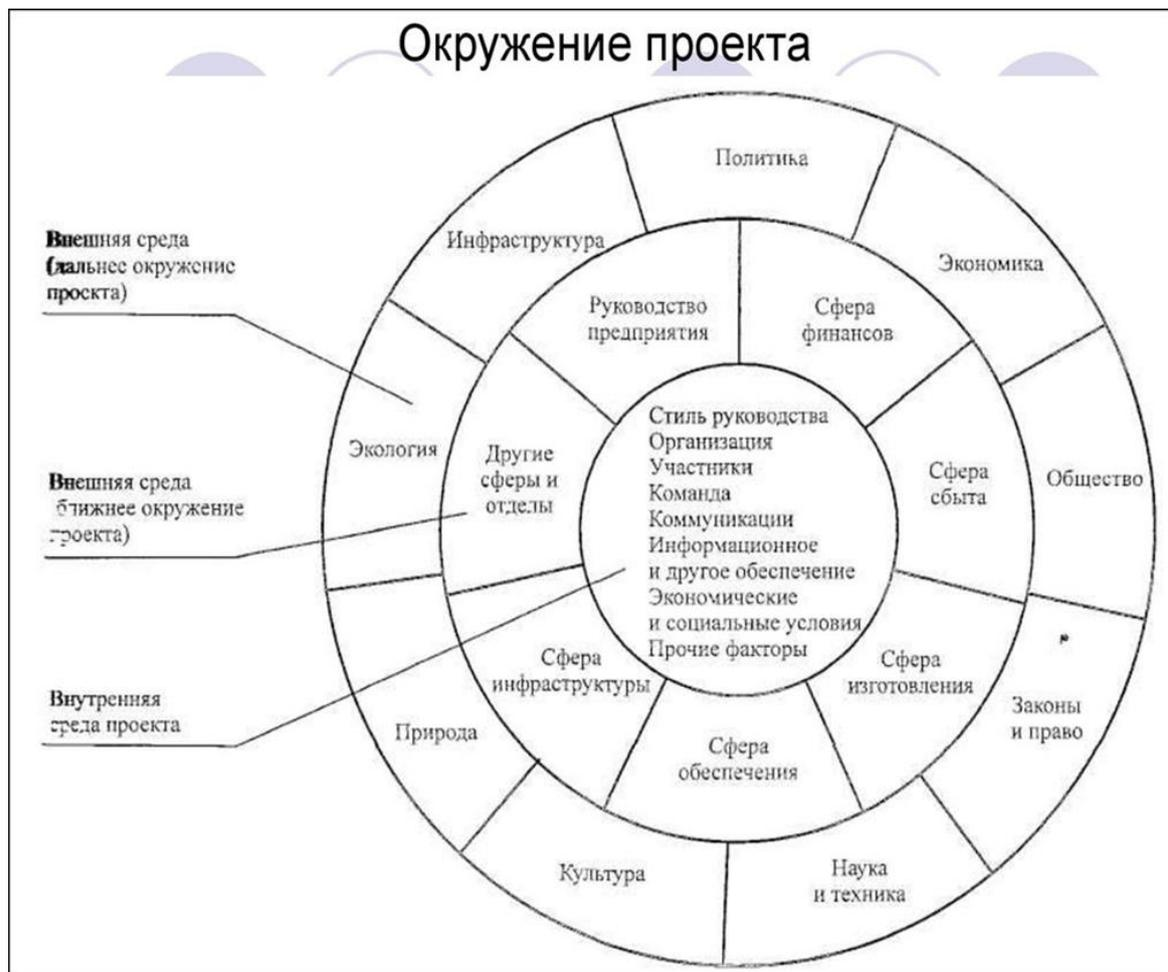 Окружение проекта
Политика
Экономика
Общество
Законы
и право
Наука
и техника
Культура
Природа
Экология
Инфраструктура
Руководство
предприятия
Сфера
финансов
Сфера
сбыта
Сфера
изготовления
Сфера
обеспечения
Сфера
инфраструктуры
Другие
сферы и
отделы
Стиль руководства
Организация
Участники
Команда
Коммуникации
Информационное
и другое обеспечение
Экономические
и социальные условия
Прочие факторы
Внешняя среда
(дальнее окружение
проекта)
Внешняя среда
ближнее окружение
проекта)
Внутренняя
среда проекта